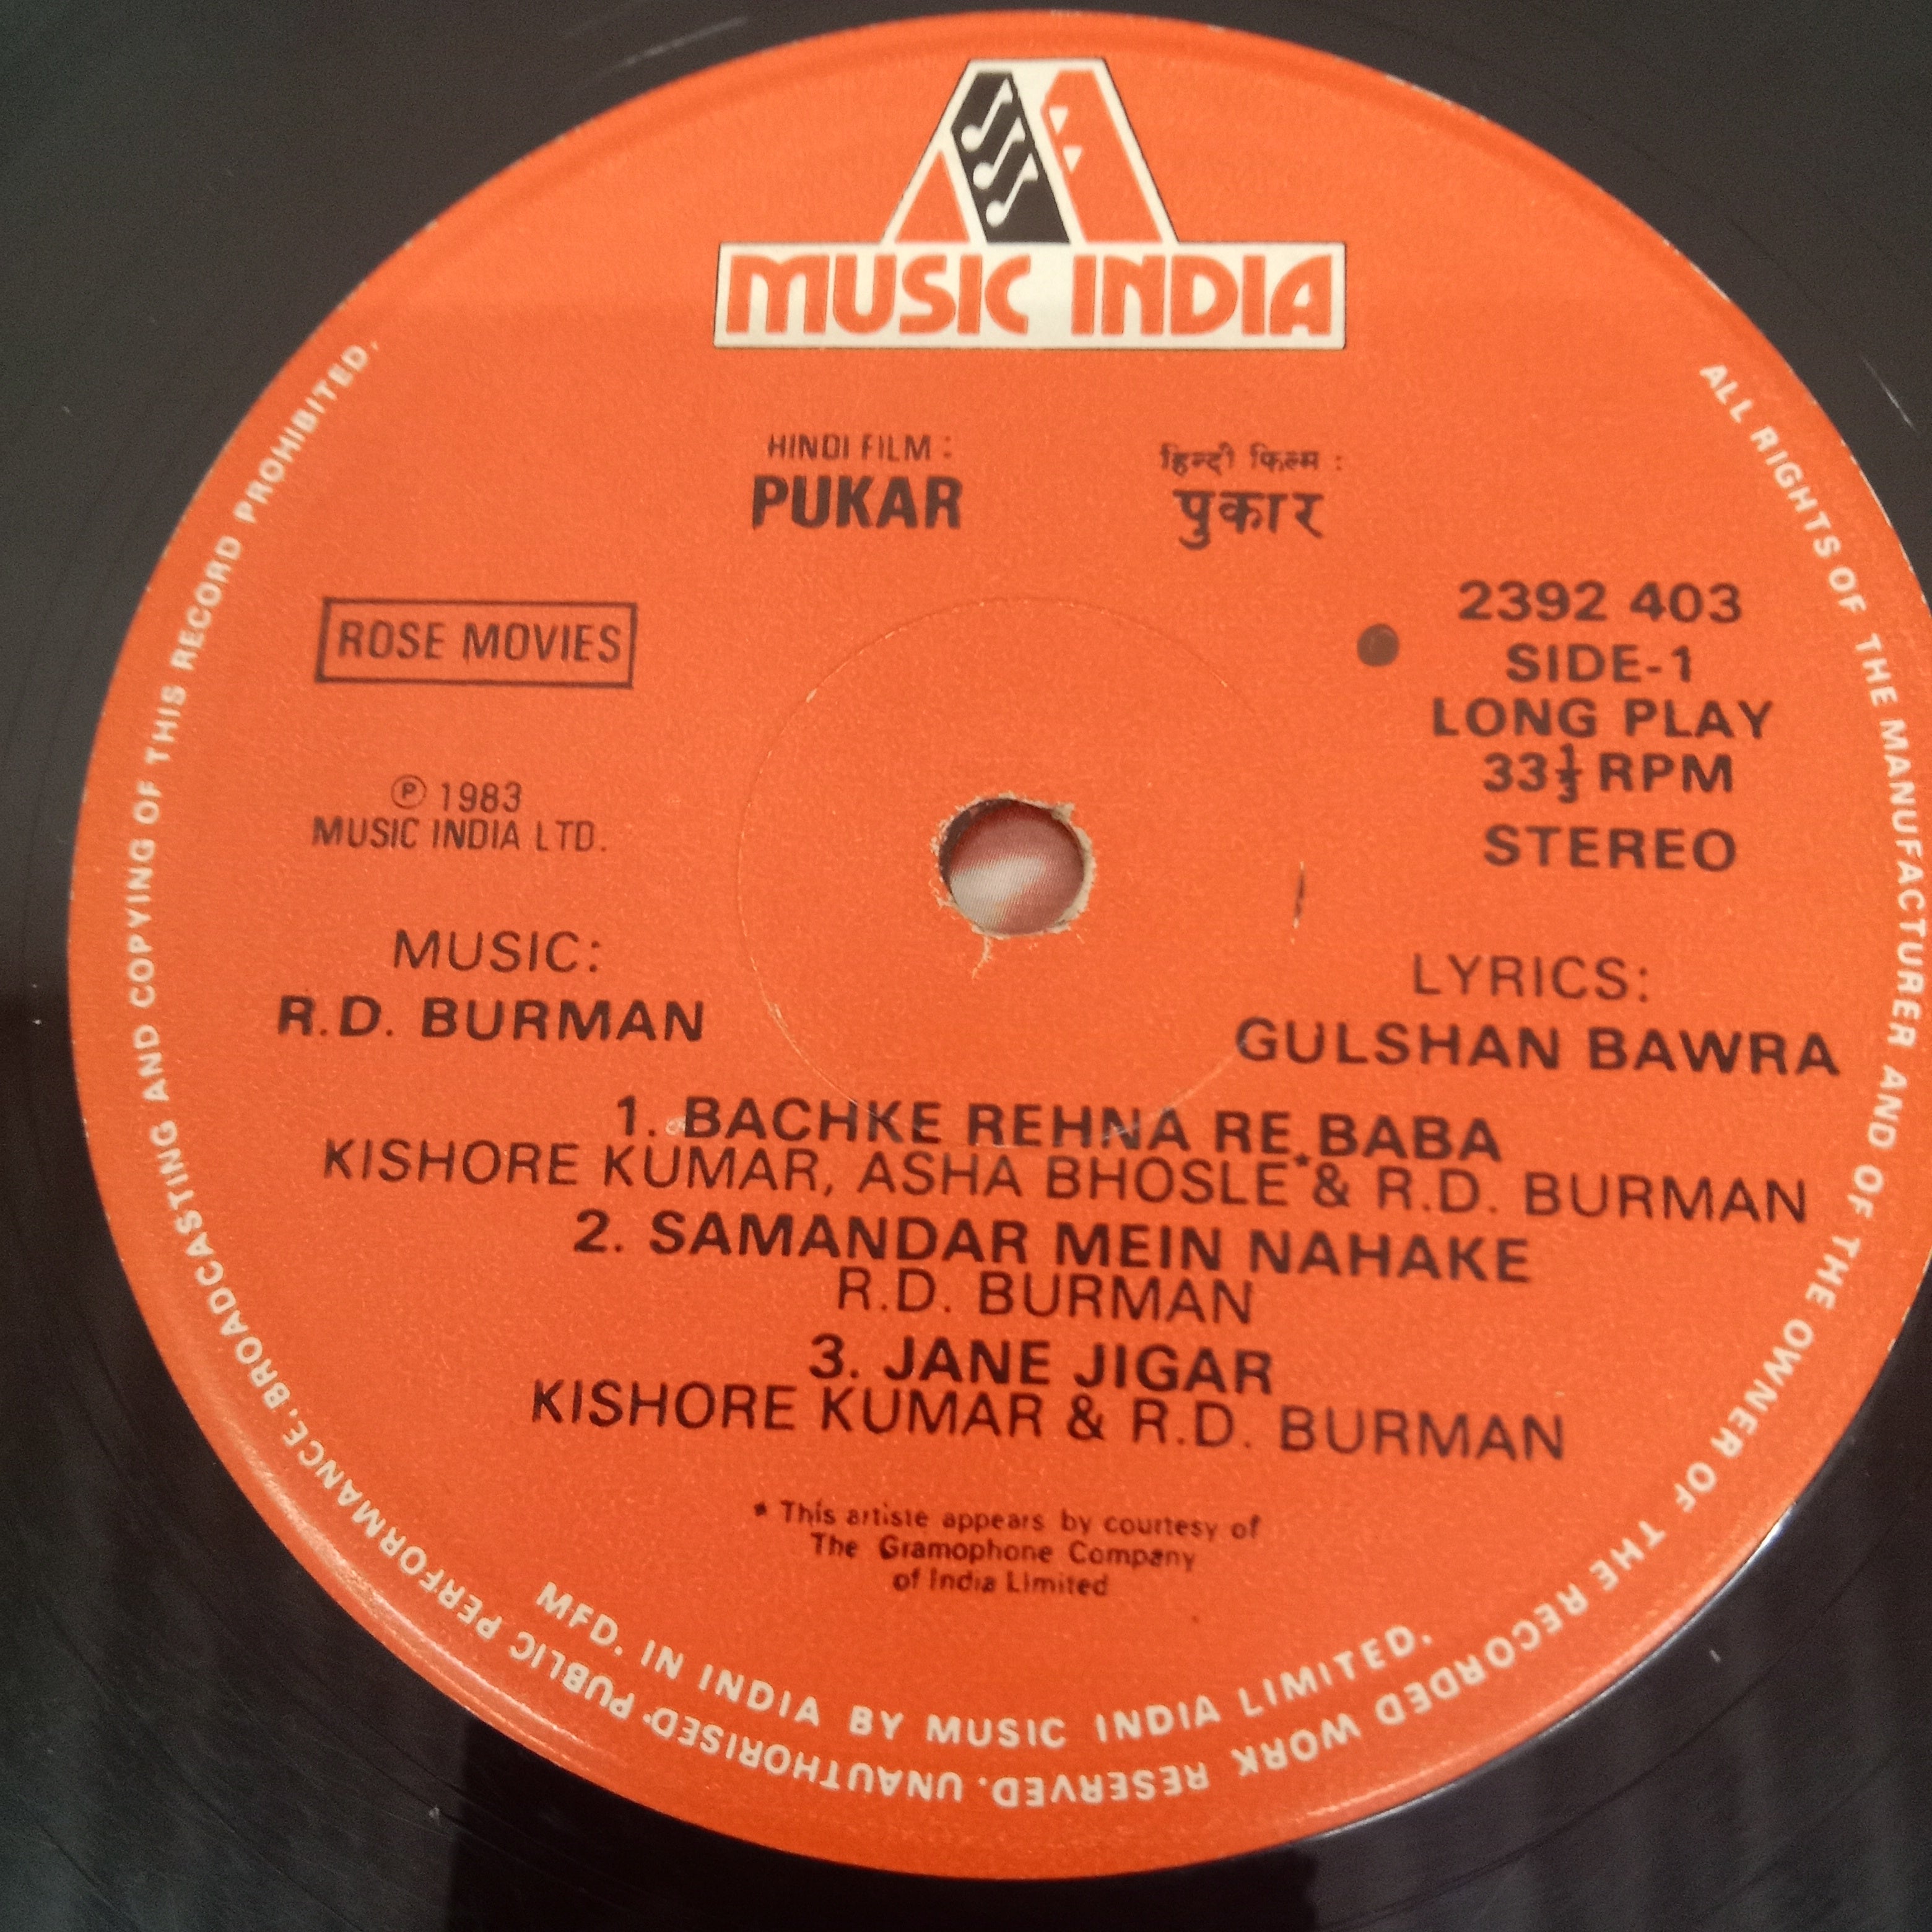 MUSIC INDIA
HINDI FILM :
PUKAR
हिन्दी फिल्म :
पुकार
ROSE MOVIES
2392 403
SIDE-1
LONG PLAY
33⅓ RPM
STEREO
℗ 1983
MUSIC INDIA LTD.
MUSIC:
R.D. BURMAN
LYRICS:
GULSHAN BAWRA
1. BACHKE REHNA RE BABA
KISHORE KUMAR, ASHA BHOSLE* & R.D. BURMAN
2. SAMANDAR MEIN NAHAKE
R.D. BURMAN
3. JANE JIGAR
KISHORE KUMAR & R.D. BURMAN
* This artiste appears by courtesy of
The Gramophone Company
of India Limited
MFD. IN INDIA BY MUSIC INDIA LIMITED.
ALL RIGHTS OF THE MANUFACTURER AND OF THE OWNER OF THE RECORDED WORK RESERVED. UNAUTHORISED PUBLIC PERFORMANCE, BROADCASTING AND COPYING OF THIS RECORD PROHIBITED.